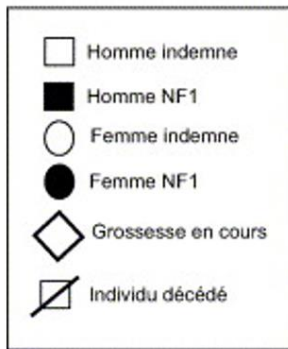 Homme indemne
Homme NF1
Femme indemne
Femme NF1
Grossesse en cours
Individu décédé